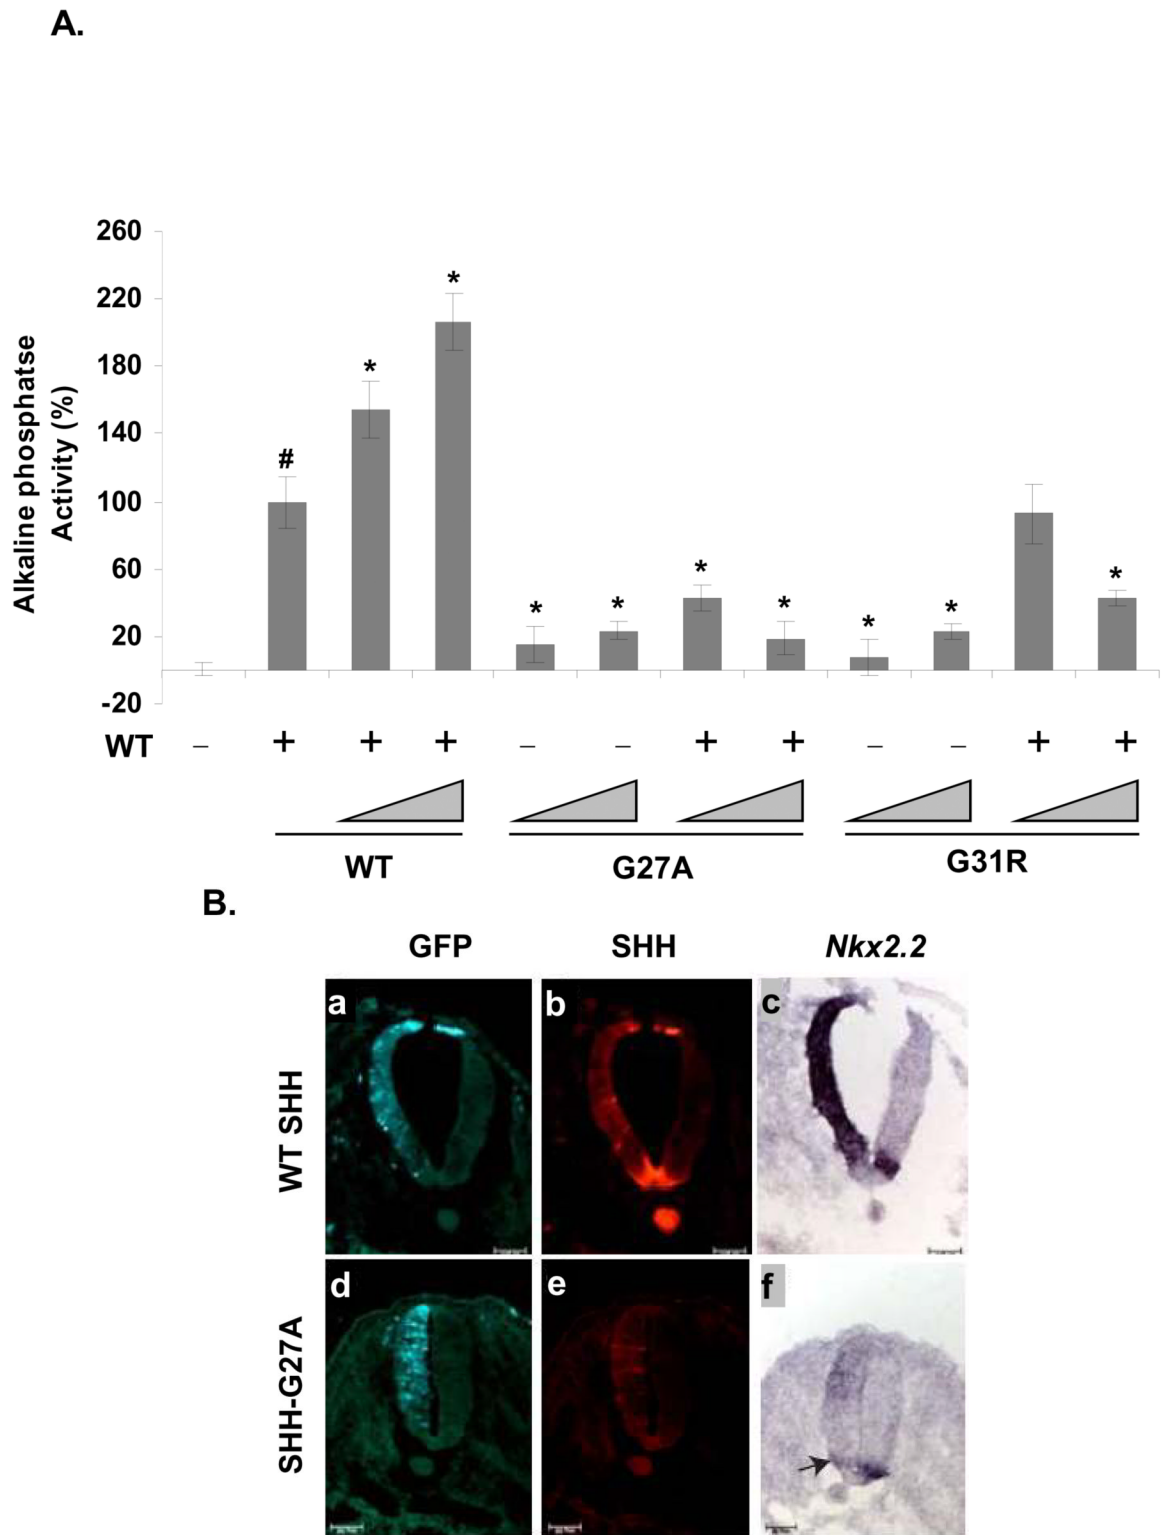 A.
260
220
180
140
100
60
20
-20
Alkaline phosphatse
Activity (%)
#
*
*
*
*
*
*
*
*
*
WT – + + + – – + + – – + +
WT G27A G31R
B.
GFP SHH Nkx2.2
WT SHH
a b c
SHH-G27A
d e f